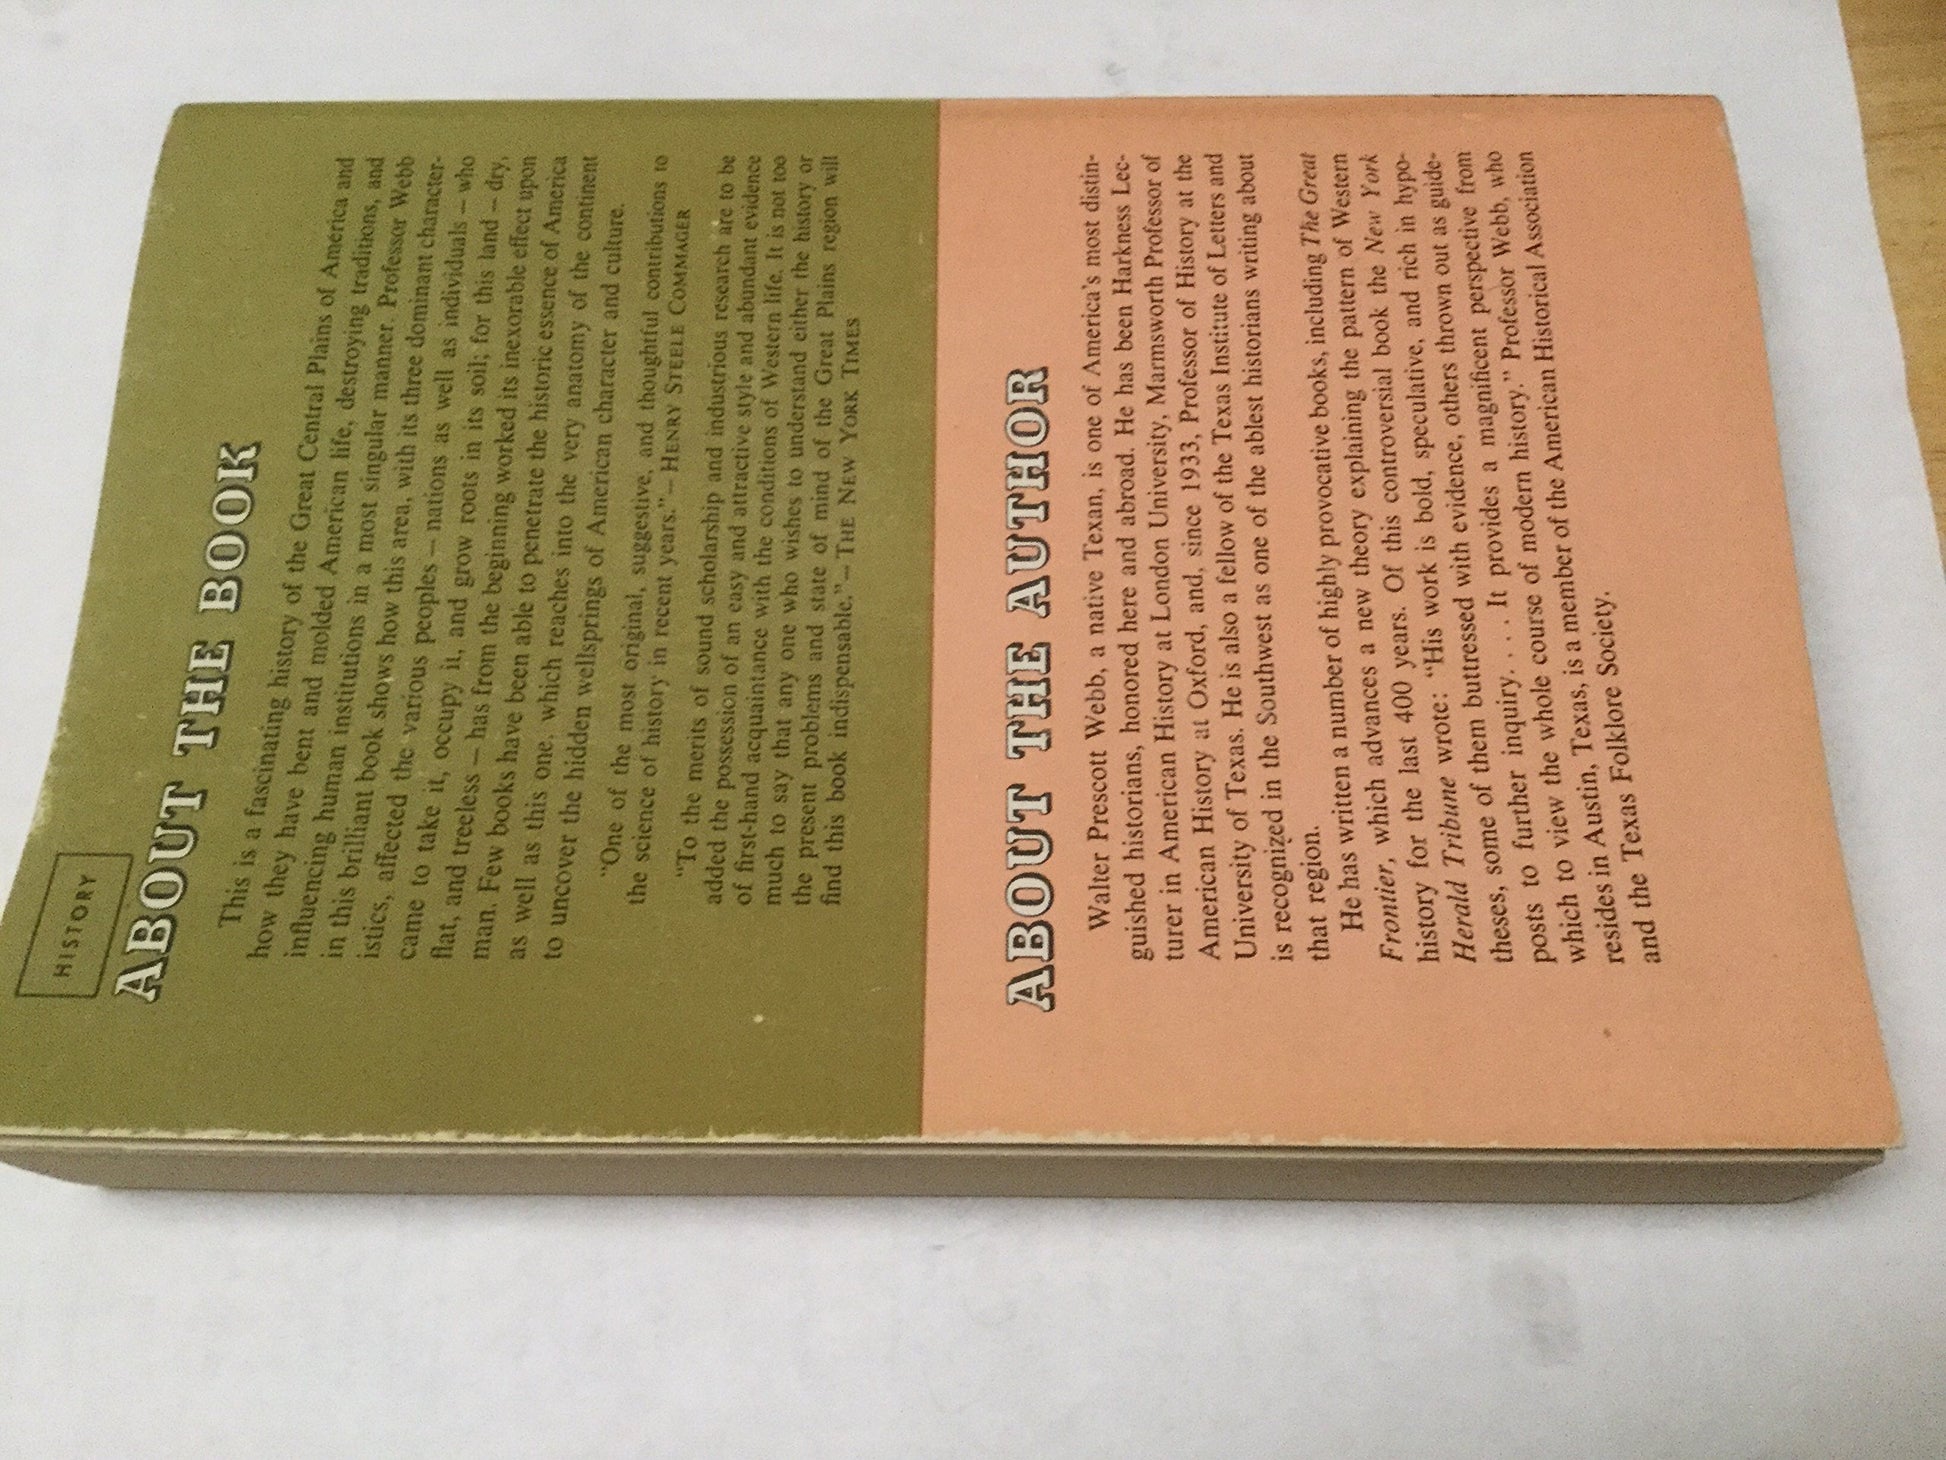 HISTORY
ABOUT THE BOOK
This is a fascinating history of the Great Central Plains of America and
how they have bent and molded American life, destroying traditions, and
influencing human institutions in a most singular manner. Professor Webb
in this brilliant book shows how this area, with its three dominant character-
istics, affected the various peoples – nations as well as individuals – who
came to take it, occupy it, and grow roots in its soil; for this land – dry,
flat, and treeless – has from the beginning worked its inexorable effect upon
man. Few books have been able to penetrate the historic essence of America
as well as this one, which reaches into the very anatomy of the continent
to uncover the hidden wellsprings of American character and culture.
“One of the most original, suggestive, and thoughtful contributions to
the science of history in recent years.”– HENRY STEELE COMMAGER
“To the merits of sound scholarship and industrious research are to be
added the possession of an easy and attractive style and abundant evidence
of first-hand acquaintance with the conditions of Western life. It is not too
much to say that any one who wishes to understand either the history or
the present problems and state of mind of the Great Plains region will
find this book indispensable.”– THE NEW YORK TIMES
ABOUT THE AUTHOR
Walter Prescott Webb, a native Texan, is one of America's most distin-
guished historians, honored here and abroad. He has been Harkness Lec-
turer in American History at London University, Marmsworth Professor of
American History at Oxford, and, since 1933, Professor of History at the
University of Texas. He is also a fellow of the Texas Institute of Letters and
is recognized in the Southwest as one of the ablest historians writing about
that region.
He has written a number of highly provocative books, including The Great
Frontier, which advances a new theory explaining the pattern of Western
history for the last 400 years. Of this controversial book the New York
Herald Tribune wrote: “His work is bold, speculative, and rich in hypo-
theses, some of them buttressed with evidence, others thrown out as guide-
posts to further inquiry. . . . It provides a magnificent perspective from
which to view the whole course of modern history.” Professor Webb, who
resides in Austin, Texas, is a member of the American Historical Association
and the Texas Folklore Society.